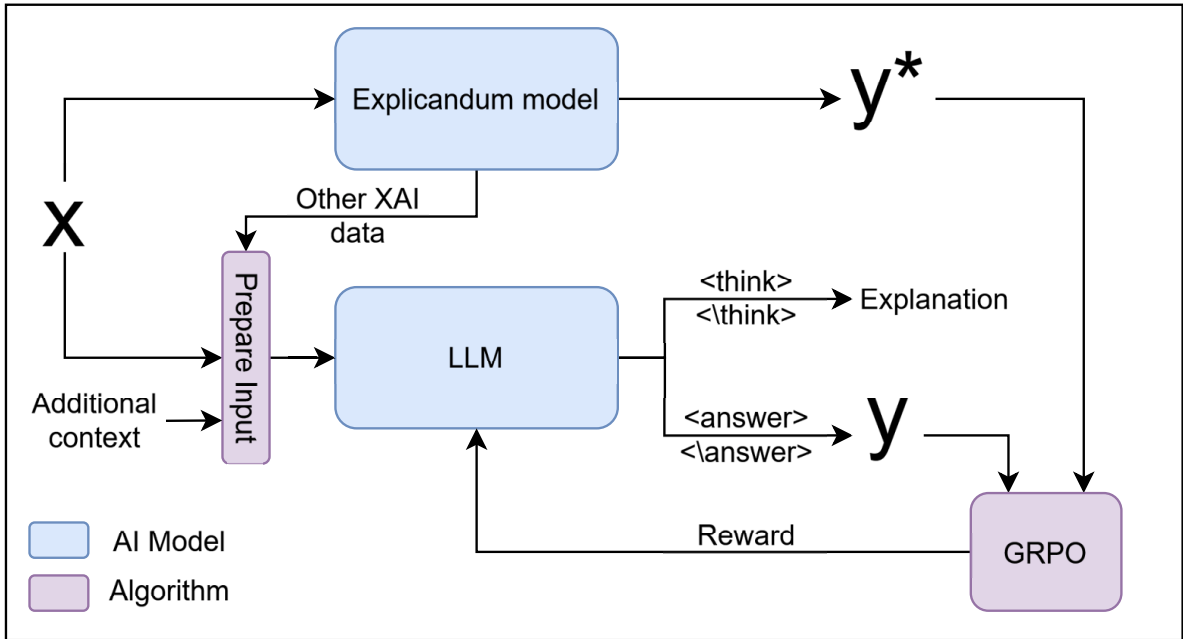 Explicandum model
y*
Other XAI
data
x
Prepare Input
<think>
<\think>
Explanation
LLM
Additional
context
<answer>
<\answer>
y
Reward
GRPO
AI Model
Algorithm